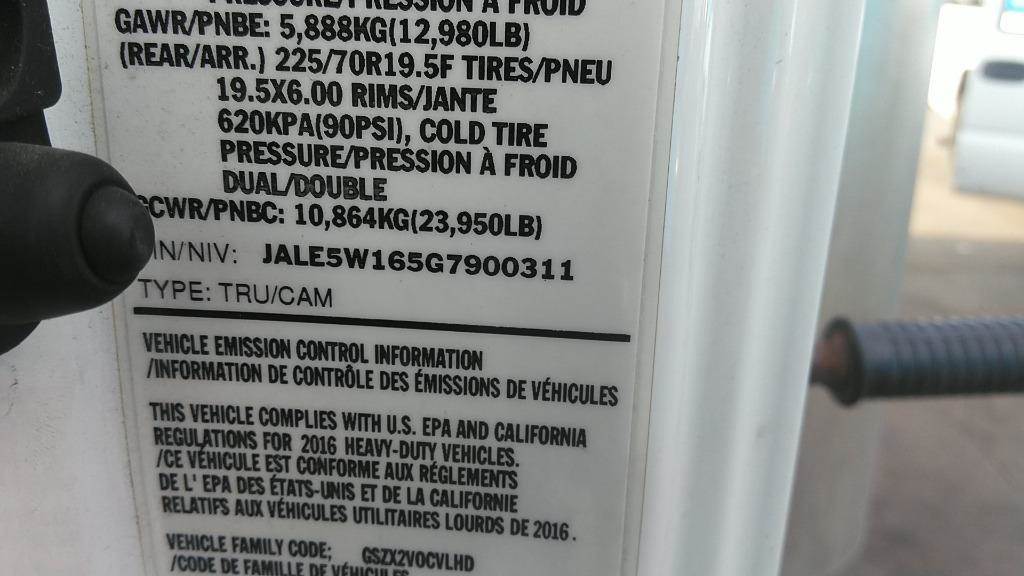 PRESSURE/PRESSION À FROID
GAWR/PNBE: 5,888KG(12,980LB)
(REAR/ARR.) 225/70R19.5F TIRES/PNEU
19.5X6.00 RIMS/JANTE
620KPA(90PSI), COLD TIRE
PRESSURE/PRESSION À FROID
DUAL/DOUBLE
GCWR/PNBC: 10,864KG(23,950LB)
IN/NIV: JALE5W165G7900311
TYPE: TRU/CAM
VEHICLE EMISSION CONTROL INFORMATION
/INFORMATION DE CONTRÔLE DES ÉMISSIONS DE VÉHICULES
THIS VEHICLE COMPLIES WITH U.S. EPA AND CALIFORNIA
REGULATIONS FOR 2016 HEAVY-DUTY VEHICLES.
/CE VÉHICULE EST CONFORME AUX RÉGLEMENTS
DE L' EPA DES ÉTATS-UNIS ET DE LA CALIFORNIE
RELATIFS AUX VÉHICULES UTILITAIRES LOURDS DE 2016.
VEHICLE FAMILY CODE: GSZX2VOCVLHD
/CODE DE FAMILLE DE VÉHICULES